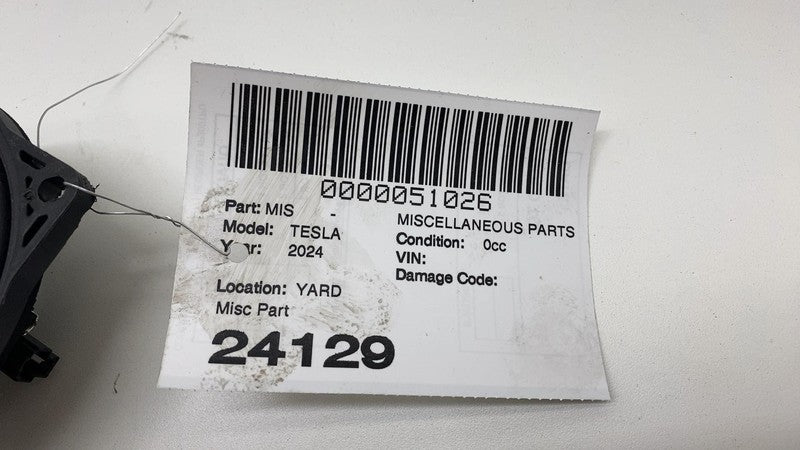 0000051026
Part: MIS - MISCELLANEOUS PARTS
Model: TESLA Condition: 0cc
Year: 2024 VIN:
Damage Code:
Location: YARD
Misc Part
24129